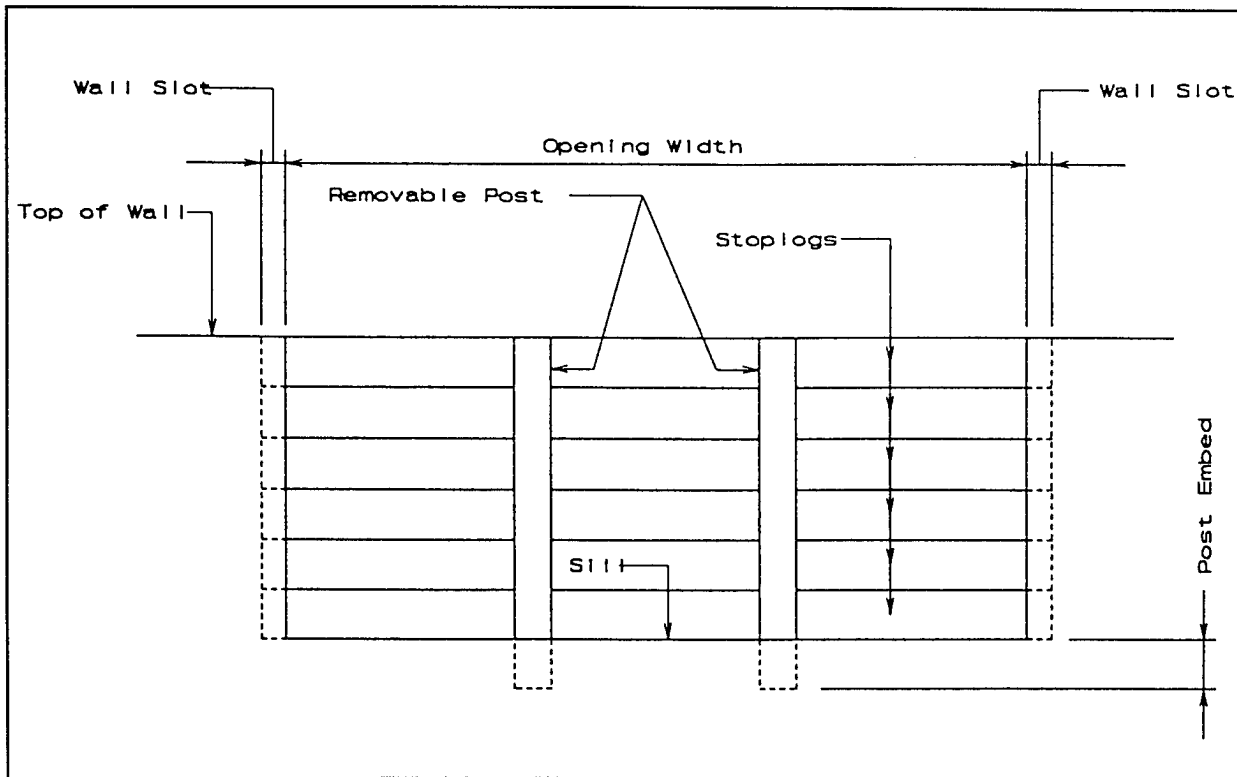 Wall Slot
Wall Slot
Opening Width
Removable Post
Top of Wall
Stoplogs
Post Embed
Sill